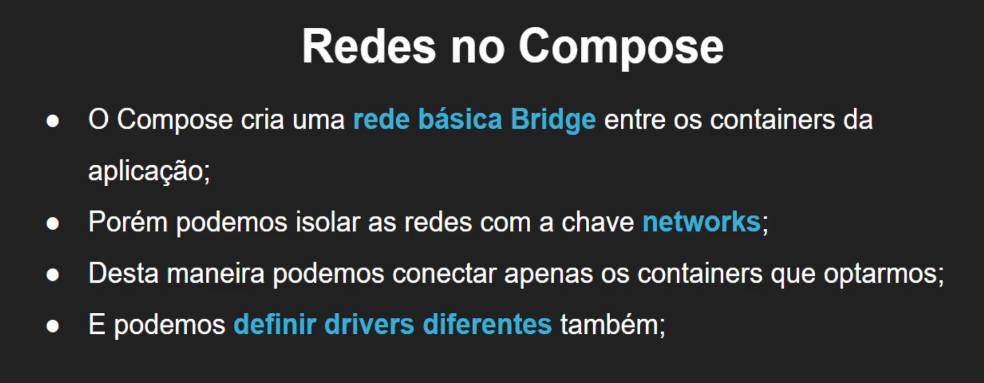 Redes no Compose
● O Compose cria uma rede básica Bridge entre os containers da
aplicação;
● Porém podemos isolar as redes com a chave networks;
● Desta maneira podemos conectar apenas os containers que optarmos;
● E podemos definir drivers diferentes também;